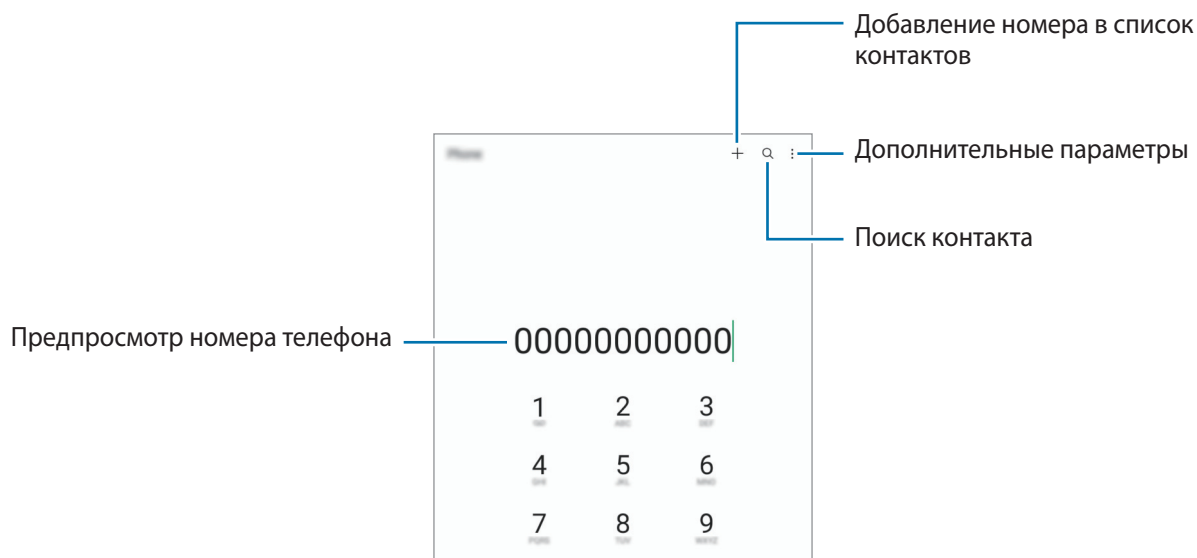 Добавление номера в список
контактов
Phone
Дополнительные параметры
Поиск контакта
Предпросмотр номера телефона
00000000000
1 2 3
ABC DEF
4 5 6
GHI JKL MNO
7 8 9
PQRS TUV WXYZ